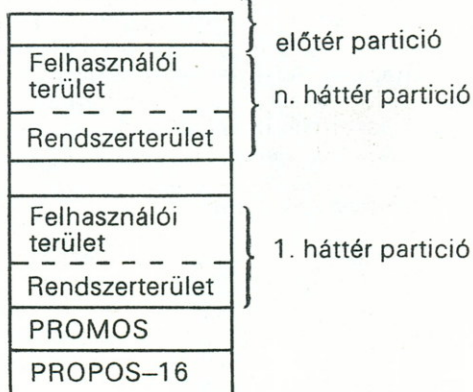 előtér partició
Felhasználói
terület
n. háttér partició
Rendszerterület
Felhasználói
terület
1. háttér partició
Rendszerterület
PROMOS
PROPOS–16